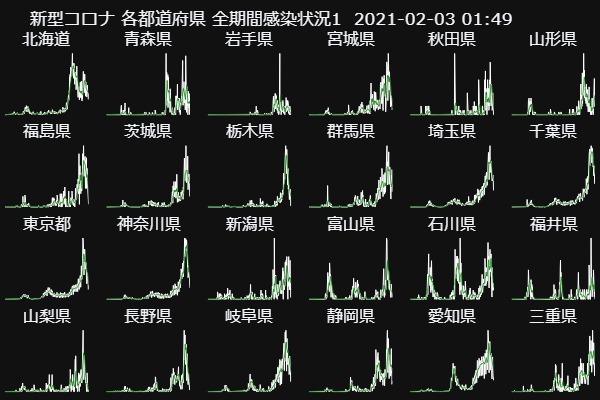 新型コロナ 各都道府県 全期間感染状況1 2021-02-03 01:49
北海道 青森県 岩手県 宮城県 秋田県 山形県
福島県 茨城県 栃木県 群馬県 埼玉県 千葉県
東京都 神奈川県 新潟県 富山県 石川県 福井県
山梨県 長野県 岐阜県 静岡県 愛知県 三重県